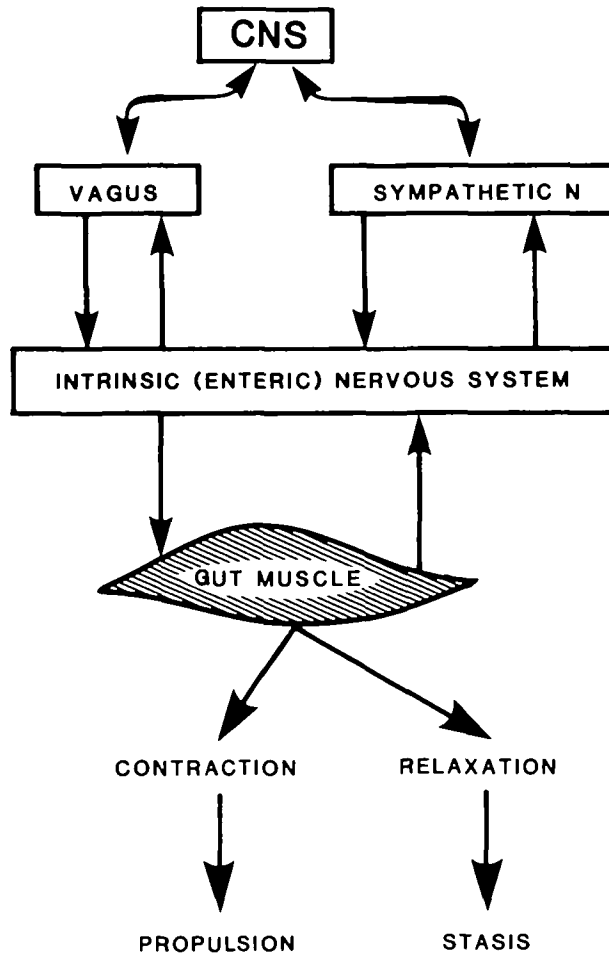 CNS
VAGUS
SYMPATHETIC N
INTRINSIC (ENTERIC) NERVOUS SYSTEM
GUT MUSCLE
CONTRACTION
RELAXATION
PROPULSION
STASIS